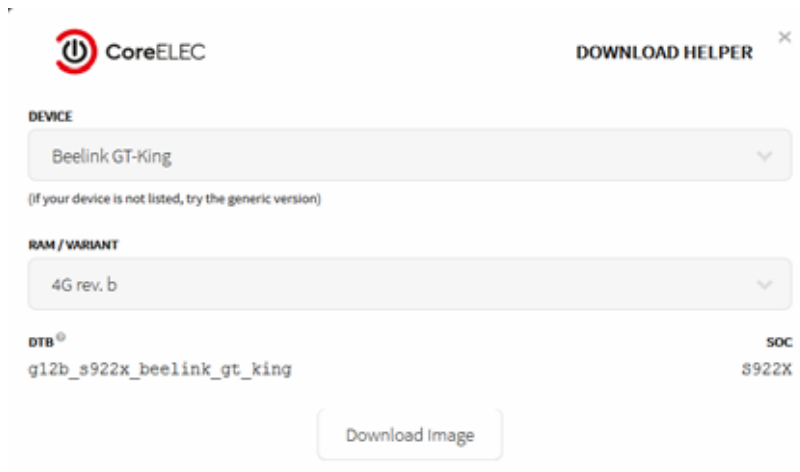 CoreELEC
DOWNLOAD HELPER
DEVICE
Beelink GT-King
(if your device is not listed, try the generic version)
RAM / VARIANT
4G rev. b
DTB
SOC
g12b_s922x_beelink_gt_king
S922X
Download Image